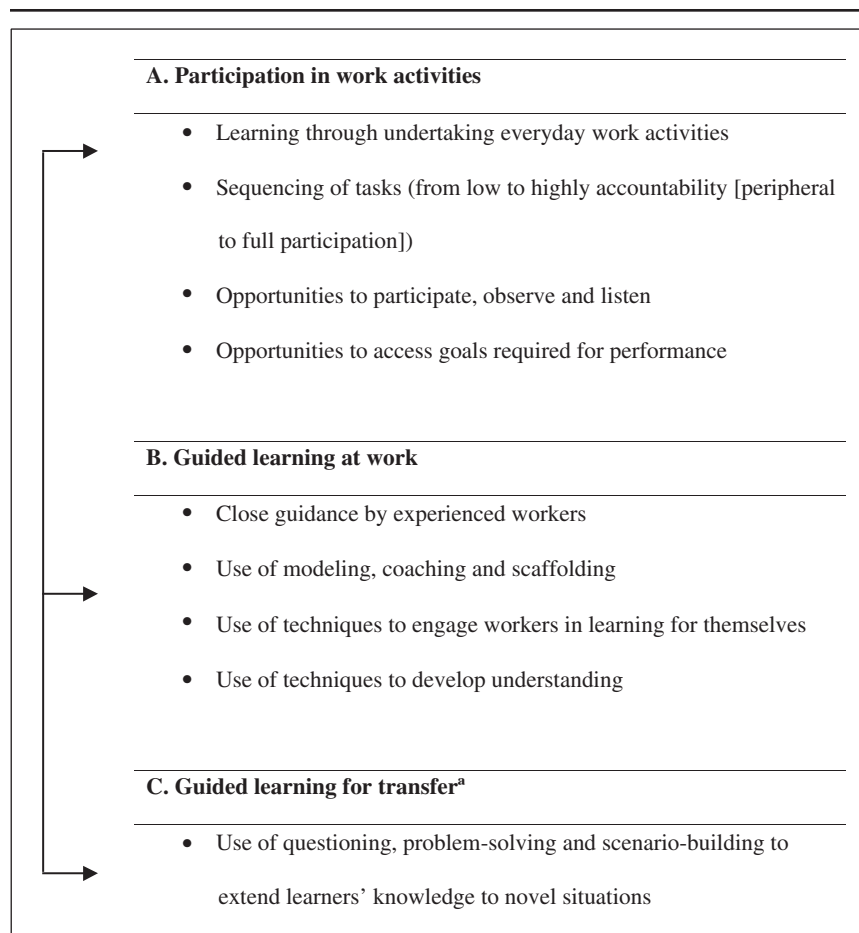 A. Participation in work activities
• Learning through undertaking everyday work activities
• Sequencing of tasks (from low to highly accountability [peripheral
to full participation])
• Opportunities to participate, observe and listen
• Opportunities to access goals required for performance
B. Guided learning at work
• Close guidance by experienced workers
• Use of modeling, coaching and scaffolding
• Use of techniques to engage workers in learning for themselves
• Use of techniques to develop understanding
C. Guided learning for transferᵃ
• Use of questioning, problem-solving and scenario-building to
extend learners’ knowledge to novel situations